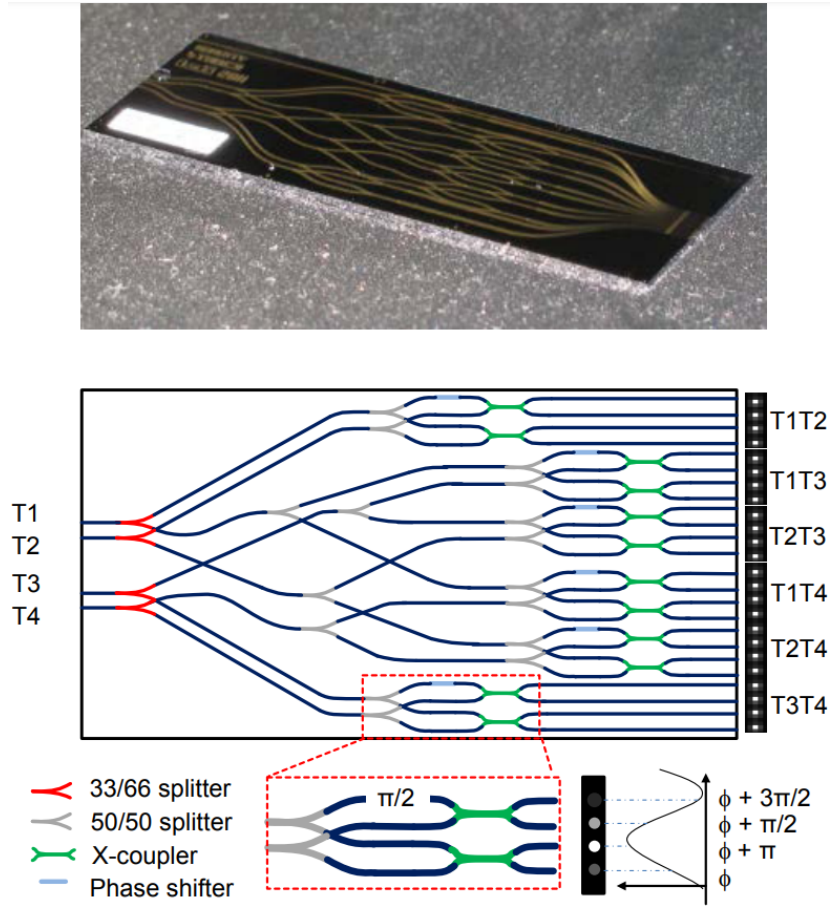 T1T2
T1T3
T1
T2
T2T3
T3
T1T4
T4
T2T4
T3T4
33/66 splitter
π/2
ϕ + 3π/2
50/50 splitter
ϕ + π/2
X-coupler
ϕ + π
Phase shifter
ϕ